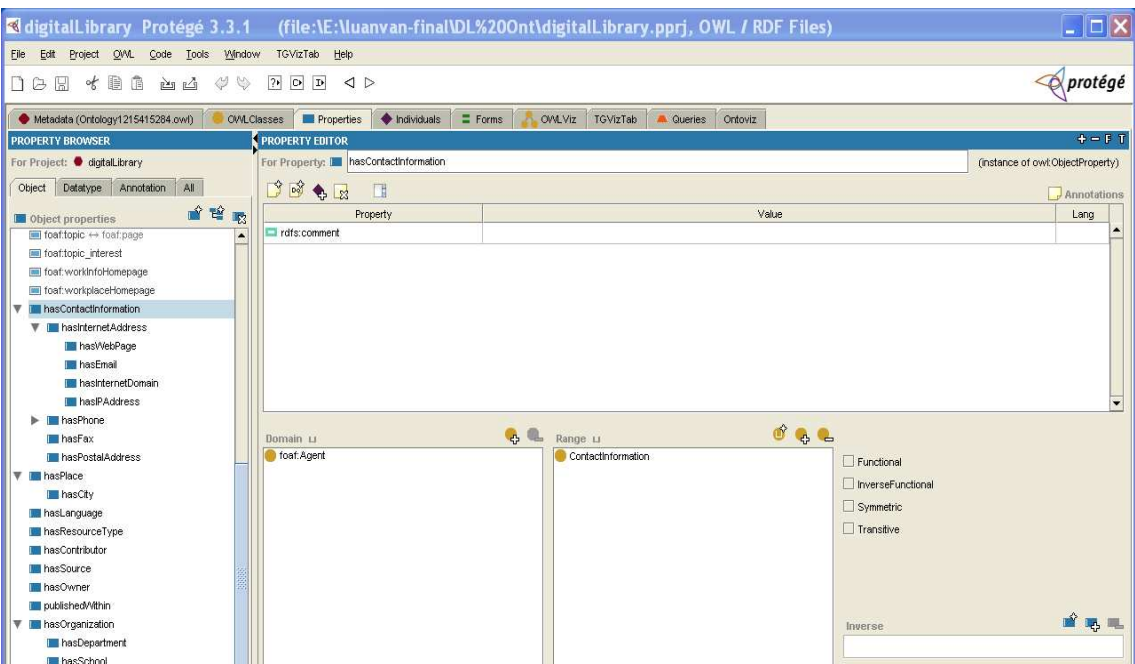 digitalLibrary Protégé 3.3.1 (file:\E:\luanvan-final\DL%20Ont\digitalLibrary.pprj, OWL / RDF Files)
File Edit Project OWL Code Tools Window TGVizTab Help
protégé
Metadata (Ontology1215415284.owl) OWLClasses Properties Individuals Forms OWLViz TGVizTab Queries Ontoviz
PROPERTY BROWSER
For Project: digitalLibrary
Object Datatype Annotation All
Object properties
foaf:topic ↔ foaf:page
foaf:topic_interest
foaf:workInfoHomepage
foaf:workplaceHomepage
hasContactInformation
hasInternetAddress
hasWebPage
hasEmail
hasInternetDomain
hasIPAddress
hasPhone
hasFax
hasPostalAddress
hasPlace
hasCity
hasLanguage
hasResourceType
hasContributor
hasSource
hasOwner
publishedWithin
hasOrganization
hasDepartment
hasSchool
PROPERTY EDITOR
+ – F T
For Property: hasContactInformation (instance of owl:ObjectProperty)
Annotations
Property Value Lang
rdfs:comment
Domain ⊔
foaf:Agent
Range ⊔
ContactInformation
Functional
InverseFunctional
Symmetric
Transitive
Inverse